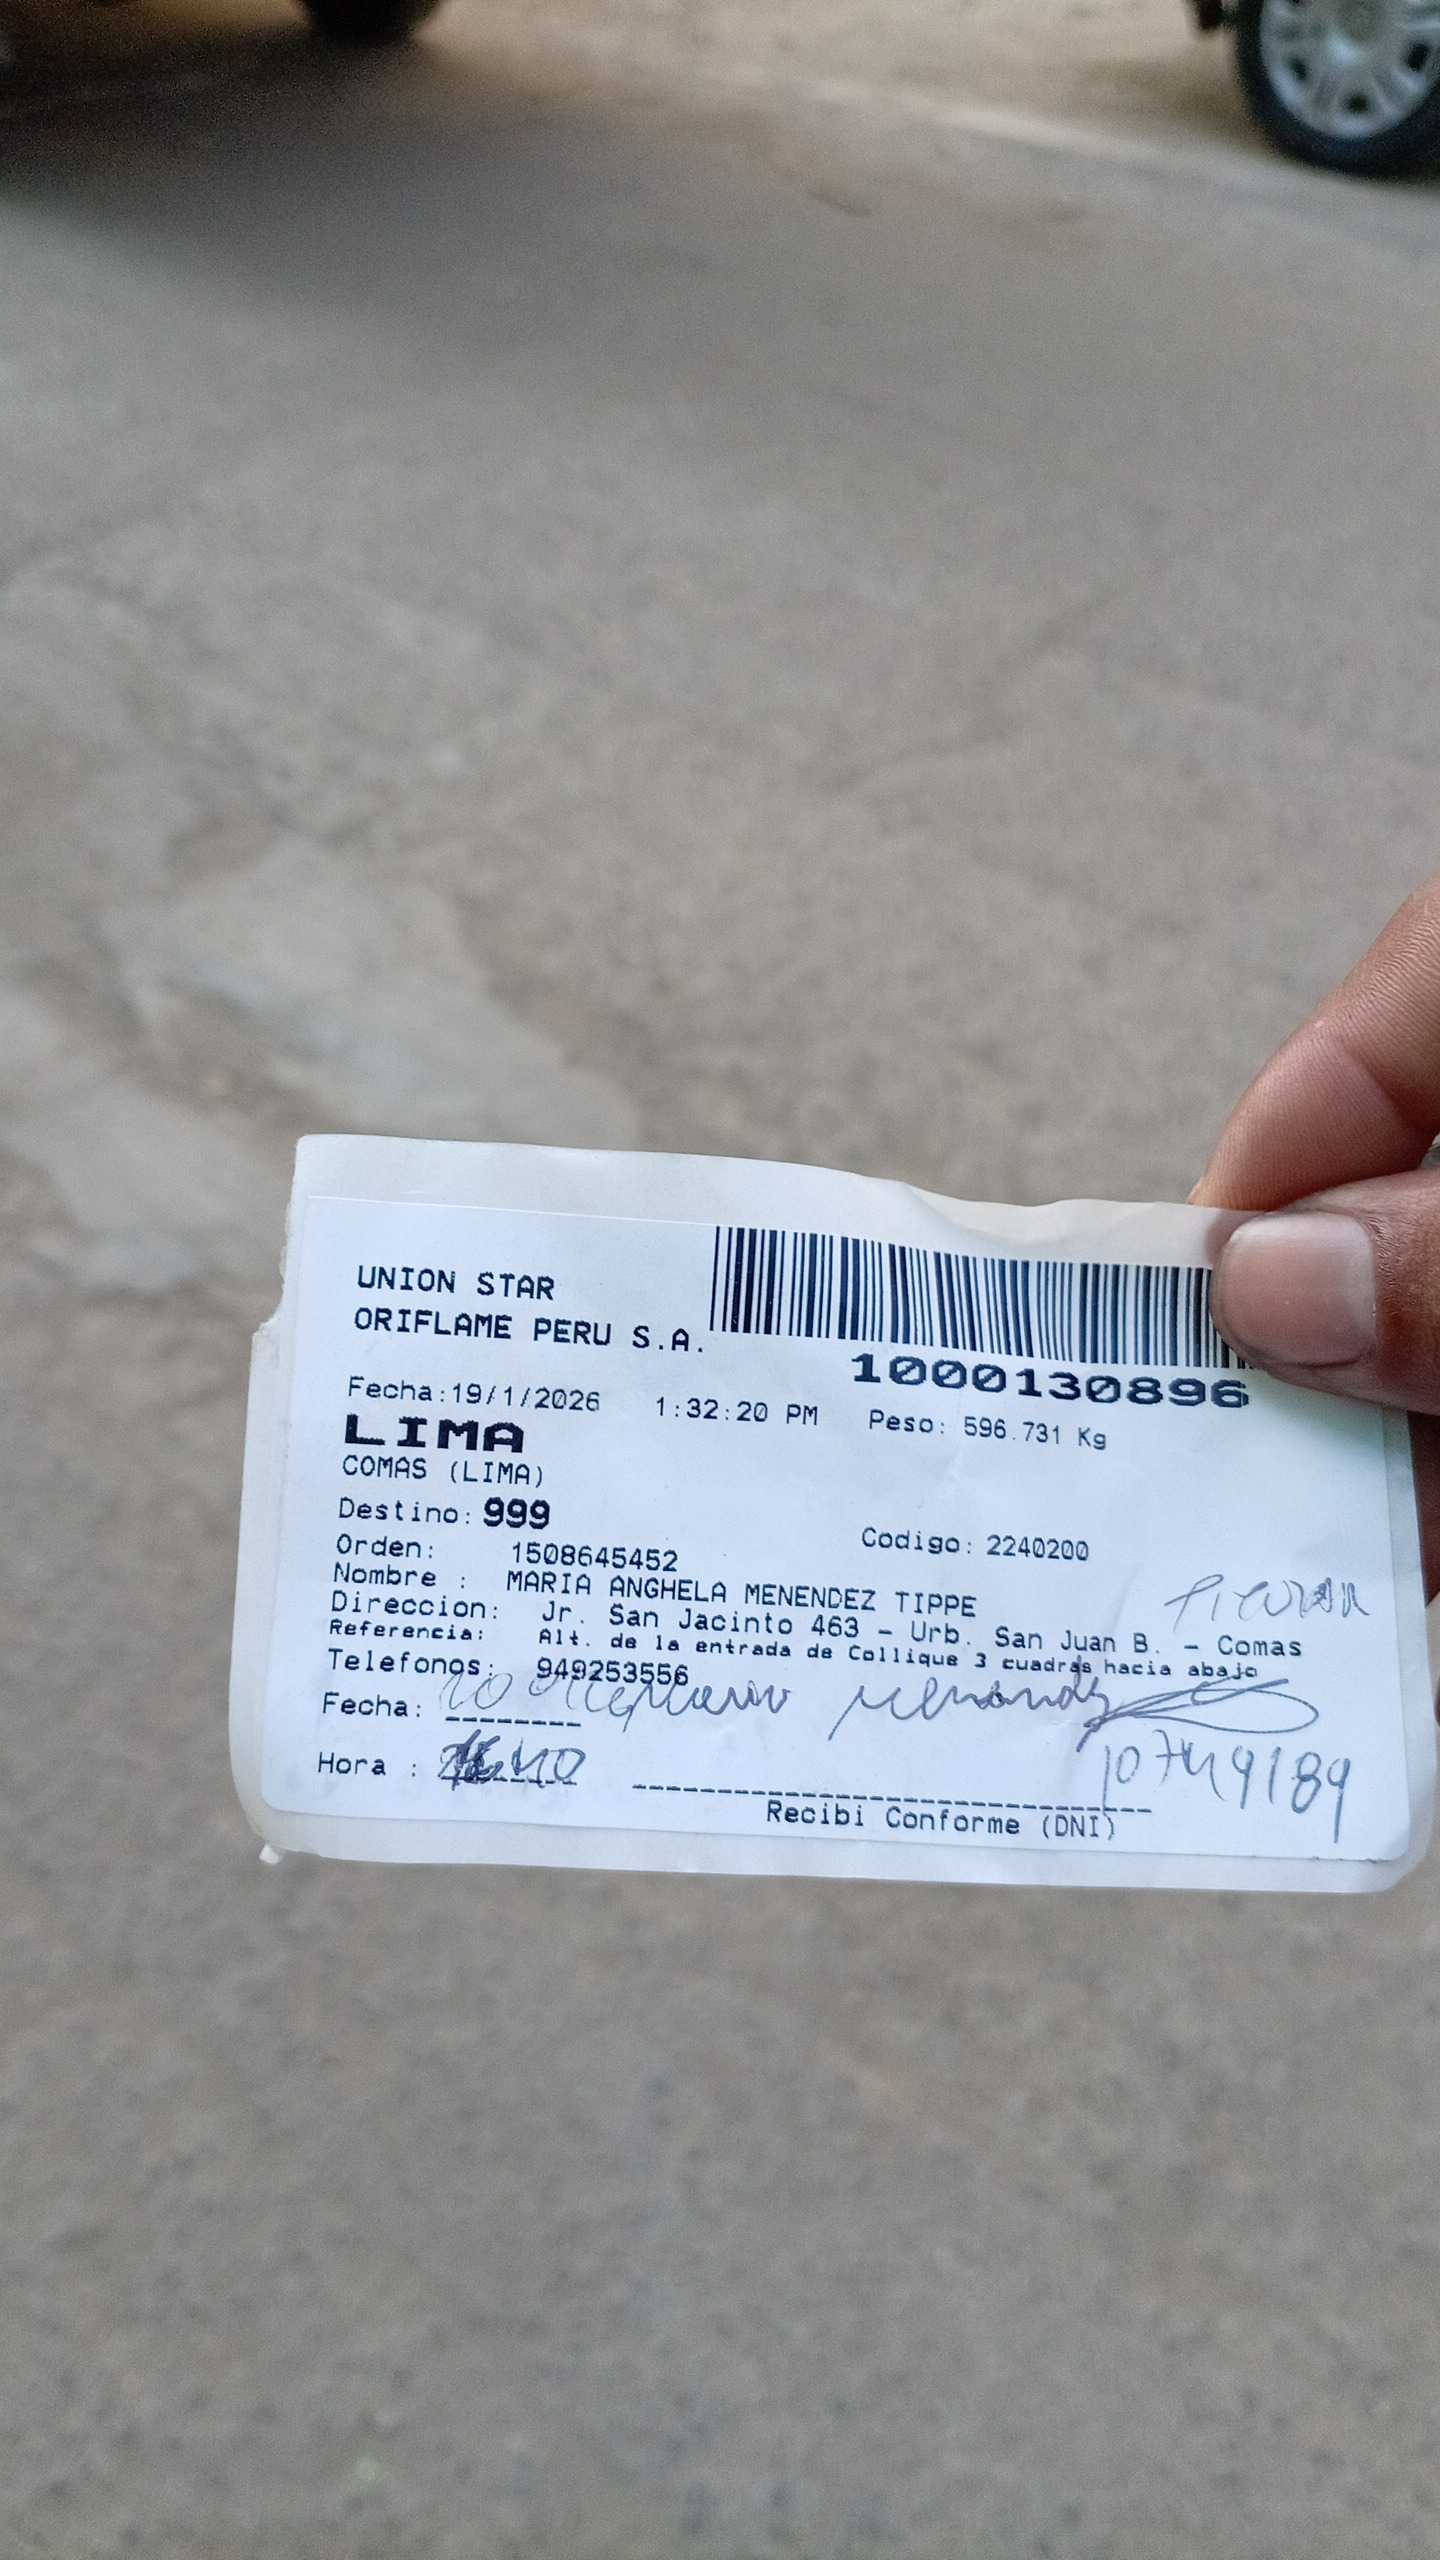 UNION STAR
ORIFLAME PERU S.A.
1000130896
Fecha:19/1/2026 1:32:20 PM Peso: 596.731 Kg
LIMA
COMAS (LIMA)
Destino: 999
Codigo: 2240200
Orden: 1508645452
Nombre : MARIA ANGHELA MENENDEZ TIPPE
Direccion: Jr. San Jacinto 463 - Urb. San Juan B. - Comas
Referencia: Alt. de la entrada de Collique 3 cuadras hacia abajo
Telefonos: 949253556
Fecha: menendz
Hora : 40
10749189
Recibi Conforme (DNI)